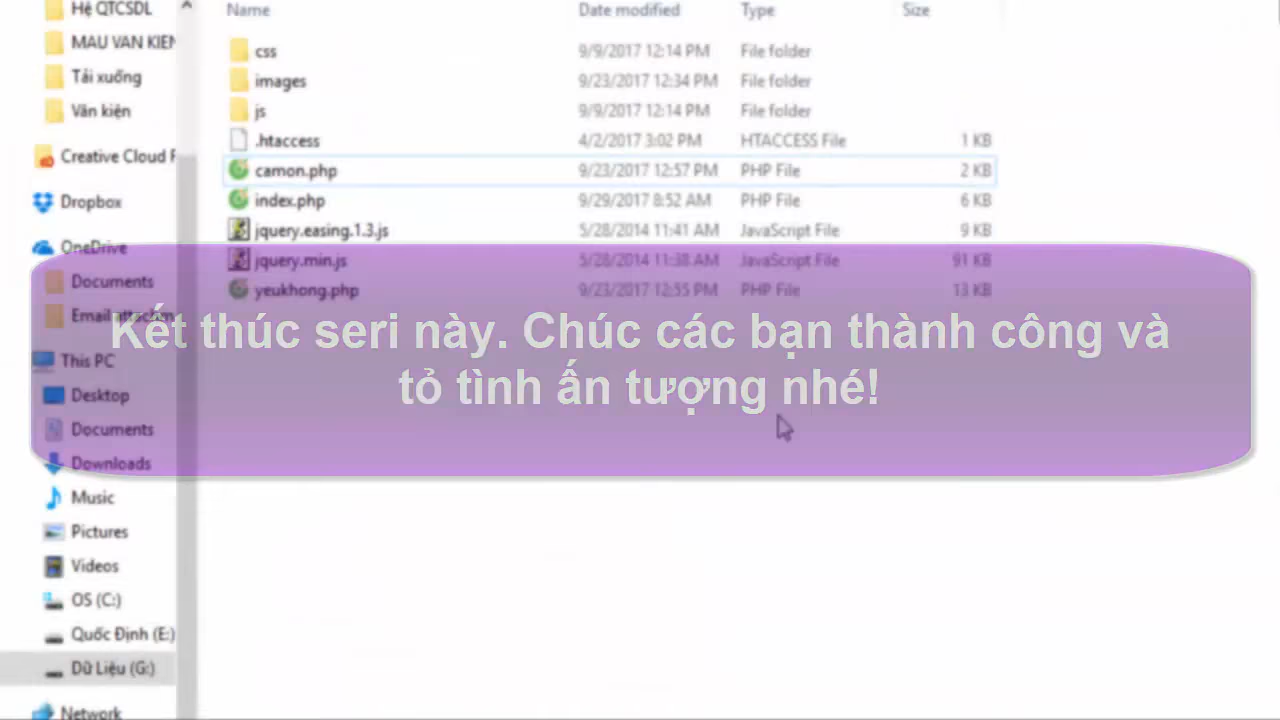 Hệ QTCSDL
MAU VAN KIEN
Tải xuống
Văn kiện
Creative Cloud F
Dropbox
OneDrive
Documents
Email attachm
This PC
Desktop
Documents
Downloads
Music
Pictures
Videos
OS (C:)
Quốc Định (E:)
Dữ Liệu (G:)
Network
Name Date modified Type Size
css 9/9/2017 12:14 PM File folder
images 9/23/2017 12:34 PM File folder
js 9/9/2017 12:14 PM File folder
.htaccess 4/2/2017 3:02 PM HTACCESS File 1 KB
camon.php 9/23/2017 12:57 PM PHP File 2 KB
index.php 9/29/2017 8:52 AM PHP File 6 KB
jquery.easing.1.3.js 5/28/2014 11:41 AM JavaScript File 9 KB
jquery.min.js 5/28/2014 11:38 AM JavaScript File 91 KB
yeukhong.php 9/23/2017 12:55 PM PHP File 13 KB
Kết thúc seri này. Chúc các bạn thành công và
tỏ tình ấn tượng nhé!